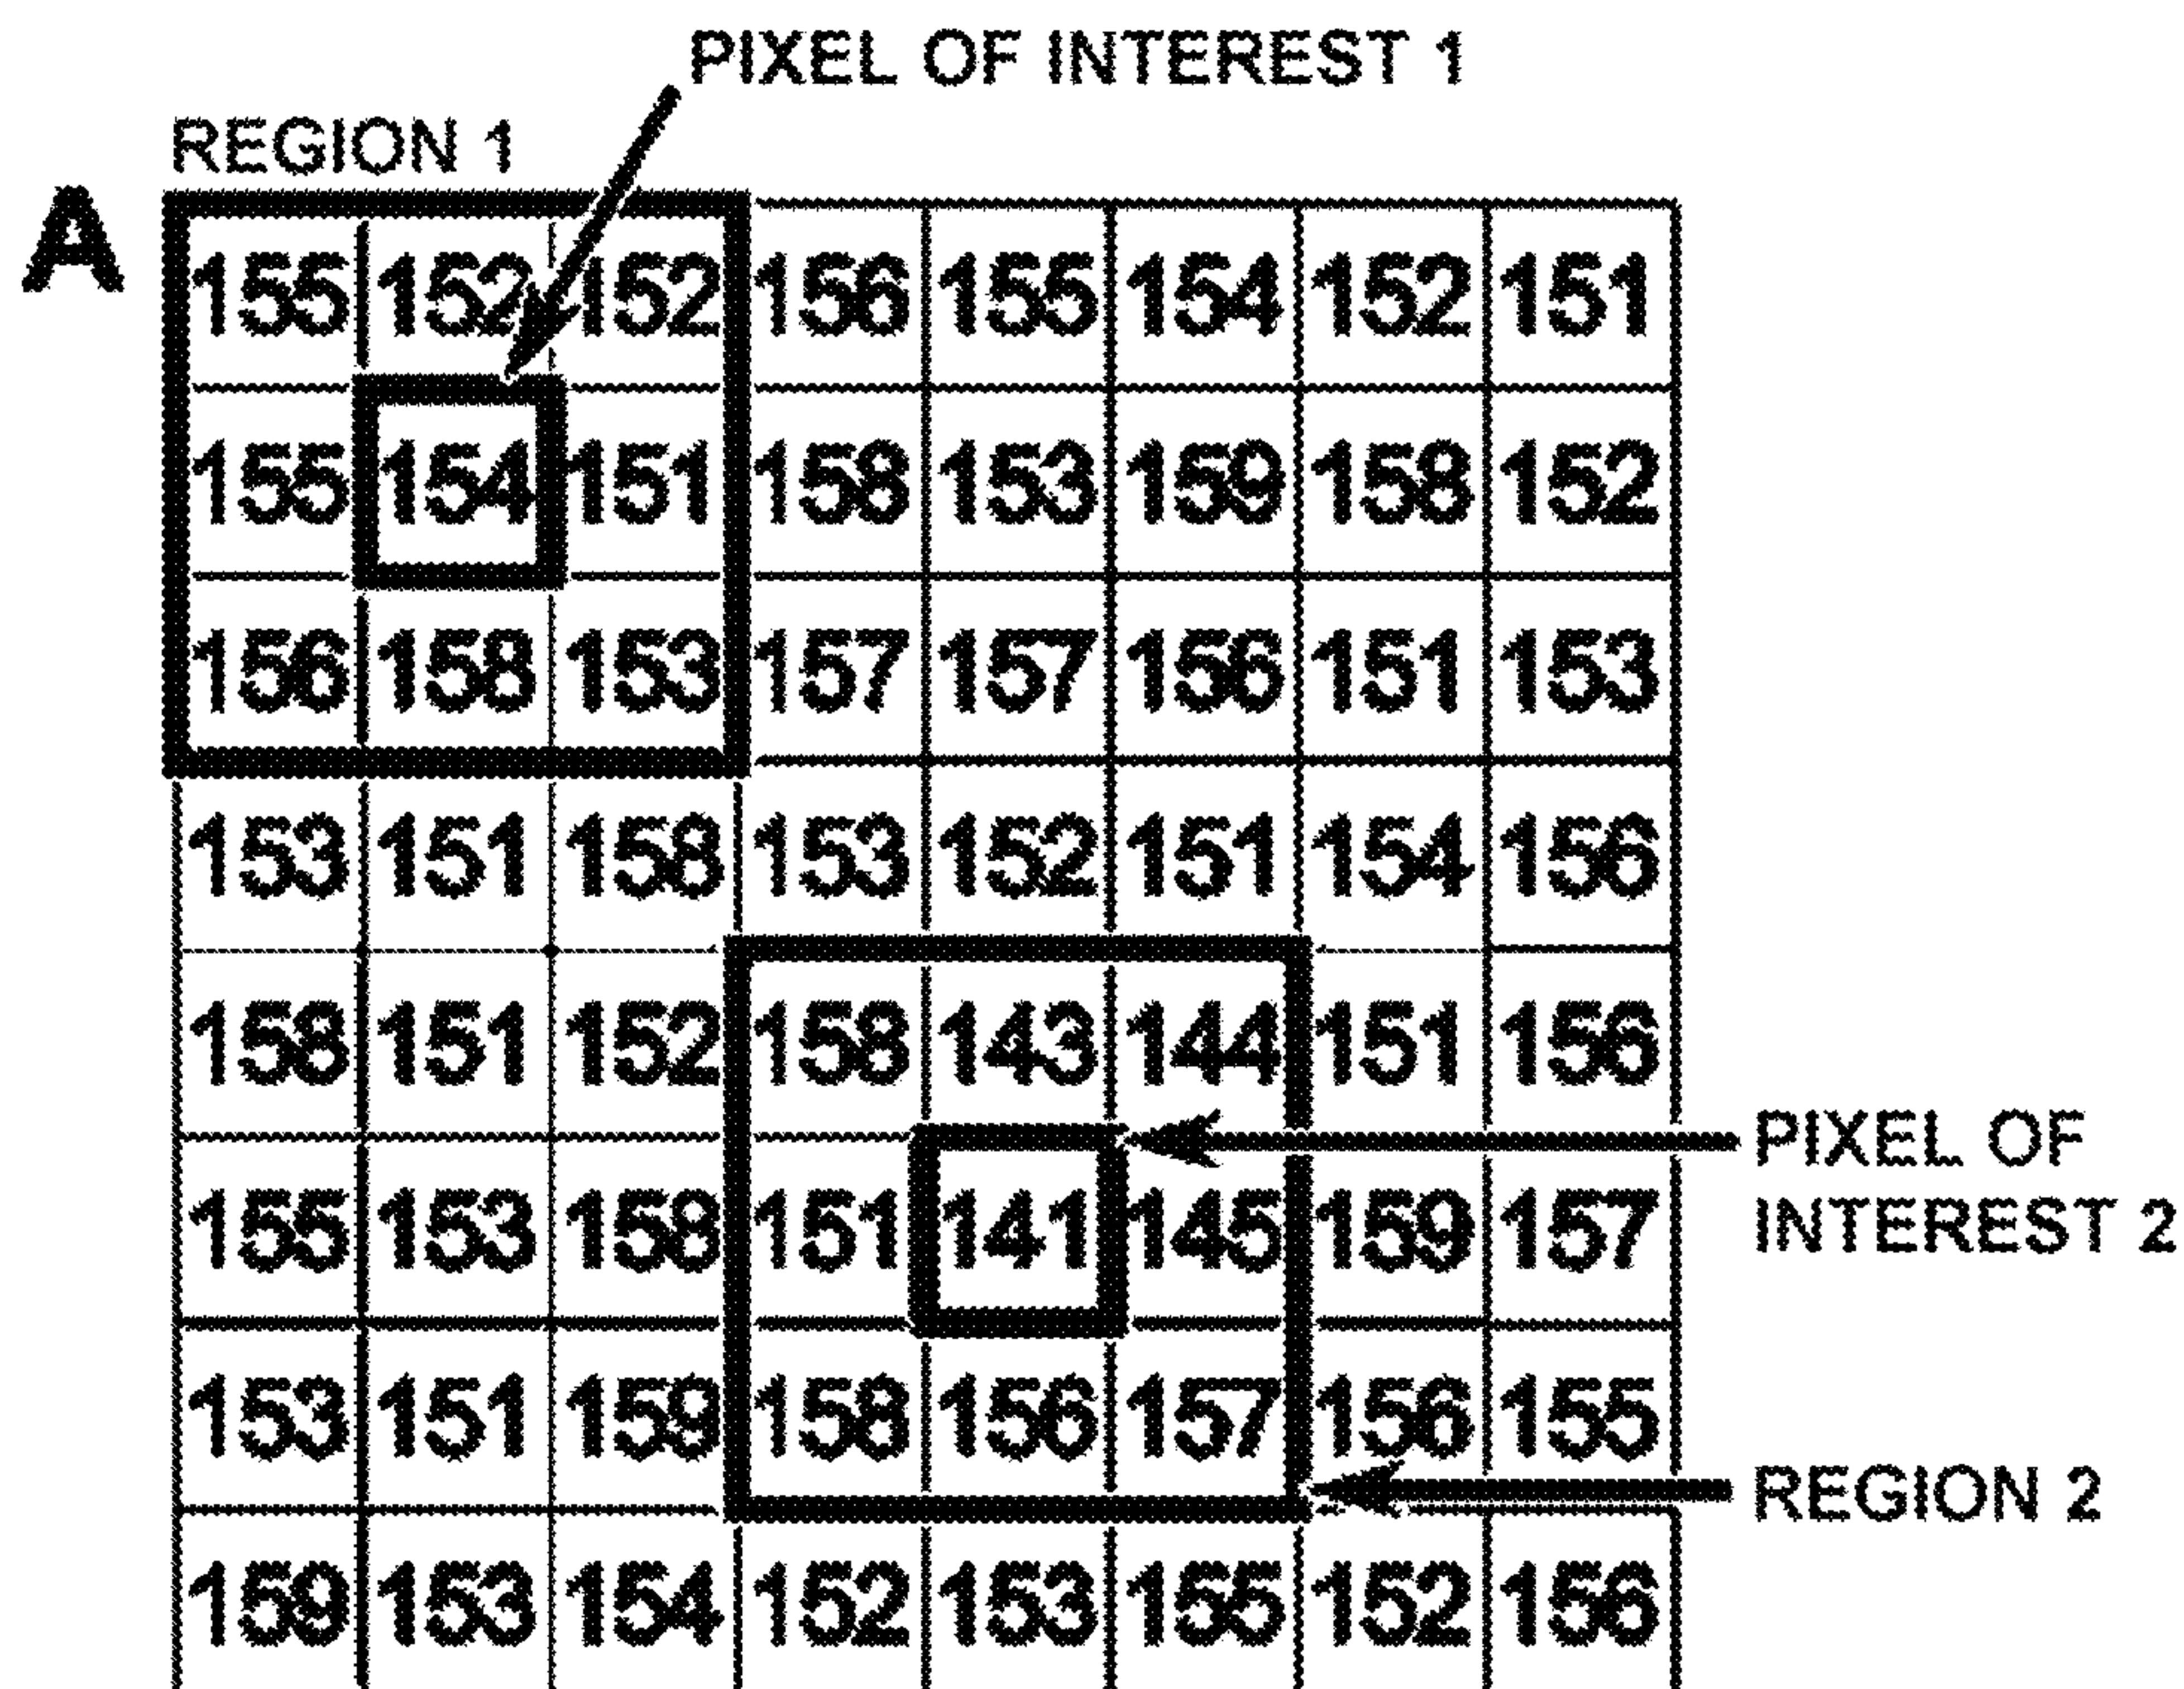 PIXEL OF INTEREST 1
REGION 1
A
155 152 152 156 155 154 152 151
155 154 151 158 153 159 158 152
156 158 153 157 157 156 151 153
153 151 158 153 152 151 154 156
158 151 152 158 143 144 151 156
PIXEL OF
INTEREST 2
155 153 158 151 141 145 159 157
153 151 159 158 156 157 156 155
REGION 2
159 153 154 152 153 155 152 156